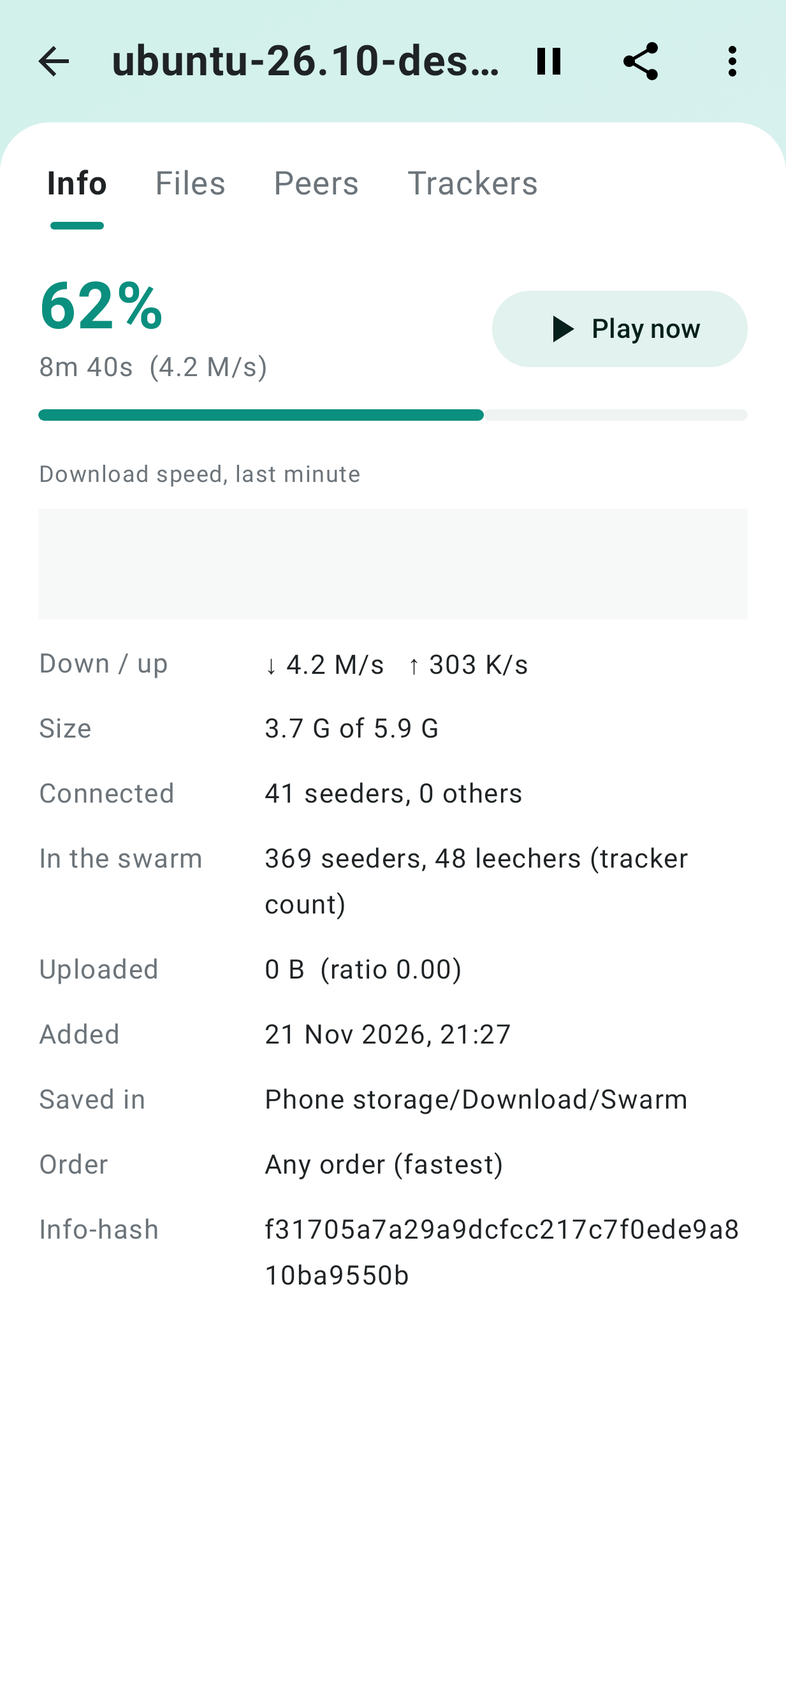 ubuntu-26.10-des...
Info Files Peers Trackers
62%
Play now
8m 40s (4.2 M/s)
Download speed, last minute
Down / up ↓ 4.2 M/s ↑ 303 K/s
Size 3.7 G of 5.9 G
Connected 41 seeders, 0 others
In the swarm 369 seeders, 48 leechers (tracker
count)
Uploaded 0 B (ratio 0.00)
Added 21 Nov 2026, 21:27
Saved in Phone storage/Download/Swarm
Order Any order (fastest)
Info-hash f31705a7a29a9dcfcc217c7f0ede9a8
10ba9550b